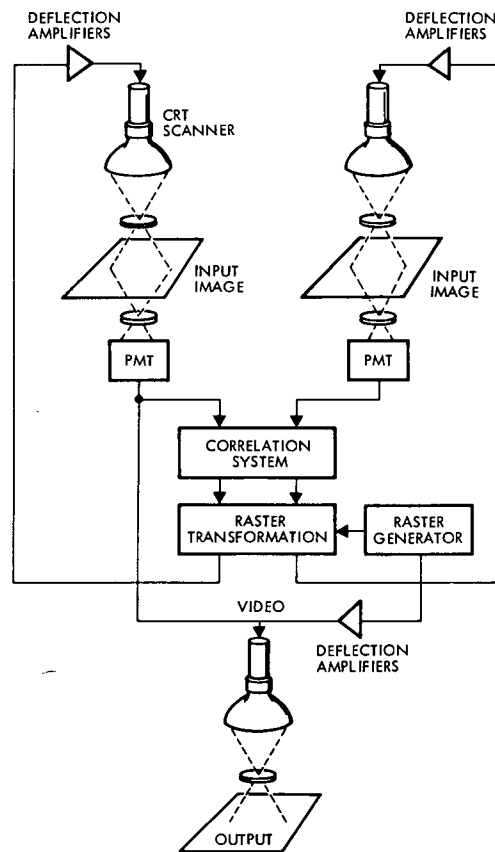 DEFLECTION
AMPLIFIERS
DEFLECTION
AMPLIFIERS
CRT
SCANNER
INPUT
IMAGE
INPUT
IMAGE
PMT
PMT
CORRELATION
SYSTEM
RASTER
TRANSFORMATION
RASTER
GENERATOR
VIDEO
DEFLECTION
AMPLIFIERS
OUTPUT